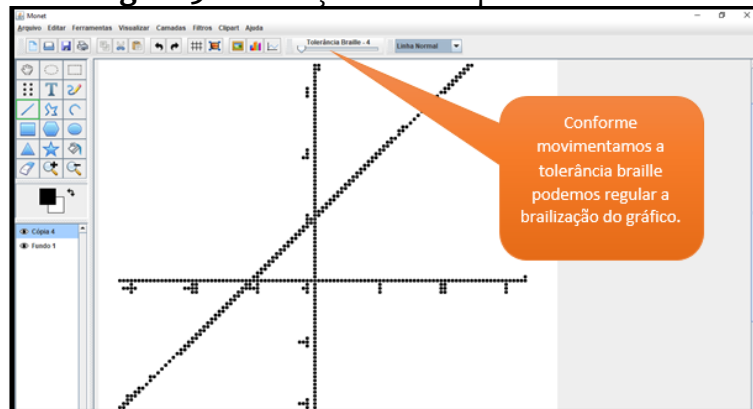 Monet
Arquivo Editar Ferramentas Visualizar Camadas Filtros Clipart Ajuda
Tolerância Braille - 4
Linha Normal
T
Conforme
movimentamos a
tolerância braille
podemos regular a
brailização do gráfico.
Cópia 4
Fundo 1